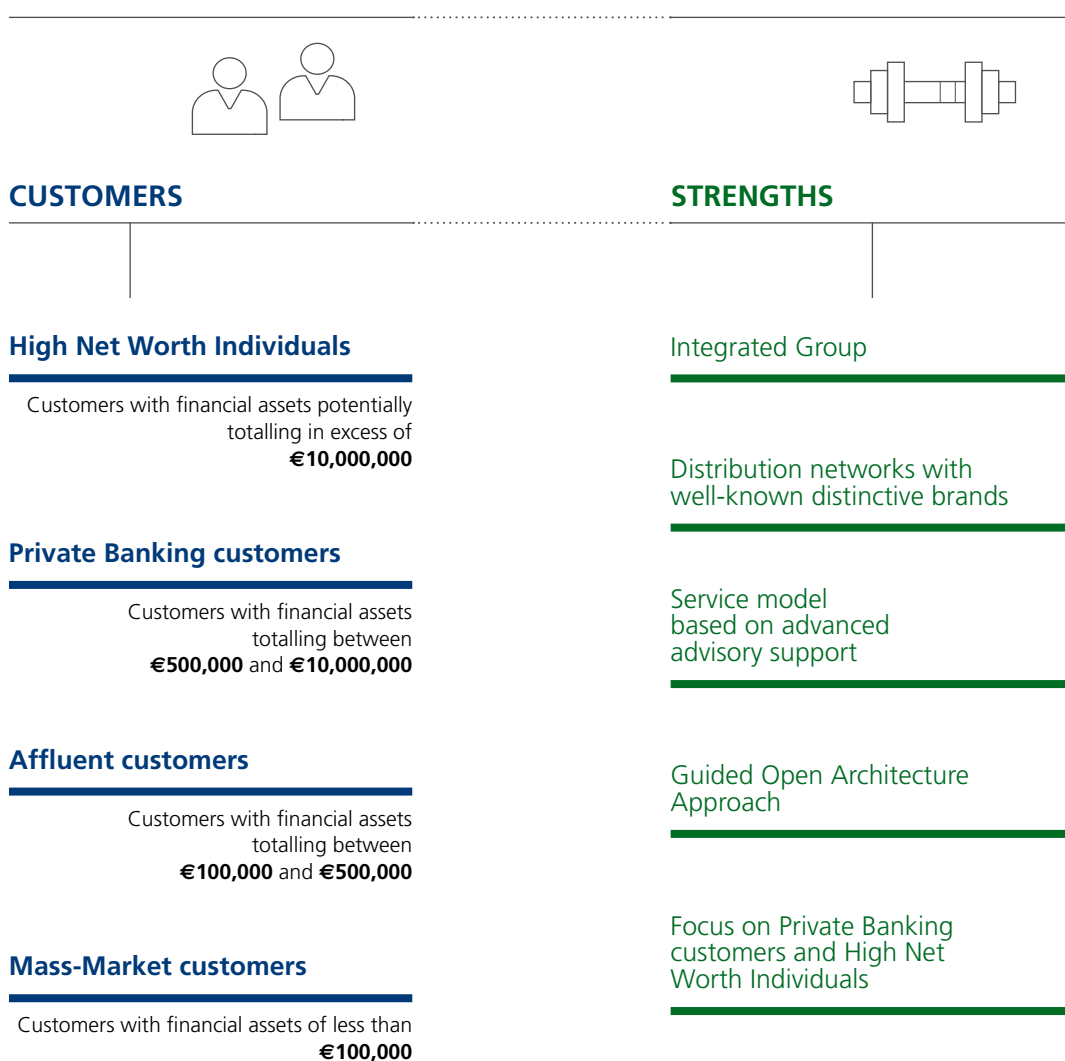 CUSTOMERS
High Net Worth Individuals
Customers with financial assets potentially
totalling in excess of
€10,000,000
Private Banking customers
Customers with financial assets
totalling between
€500,000 and €10,000,000
Affluent customers
Customers with financial assets
totalling between
€100,000 and €500,000
Mass-Market customers
Customers with financial assets of less than
€100,000
STRENGTHS
Integrated Group
Distribution networks with
well-known distinctive brands
Service model
based on advanced
advisory support
Guided Open Architecture
Approach
Focus on Private Banking
customers and High Net
Worth Individuals